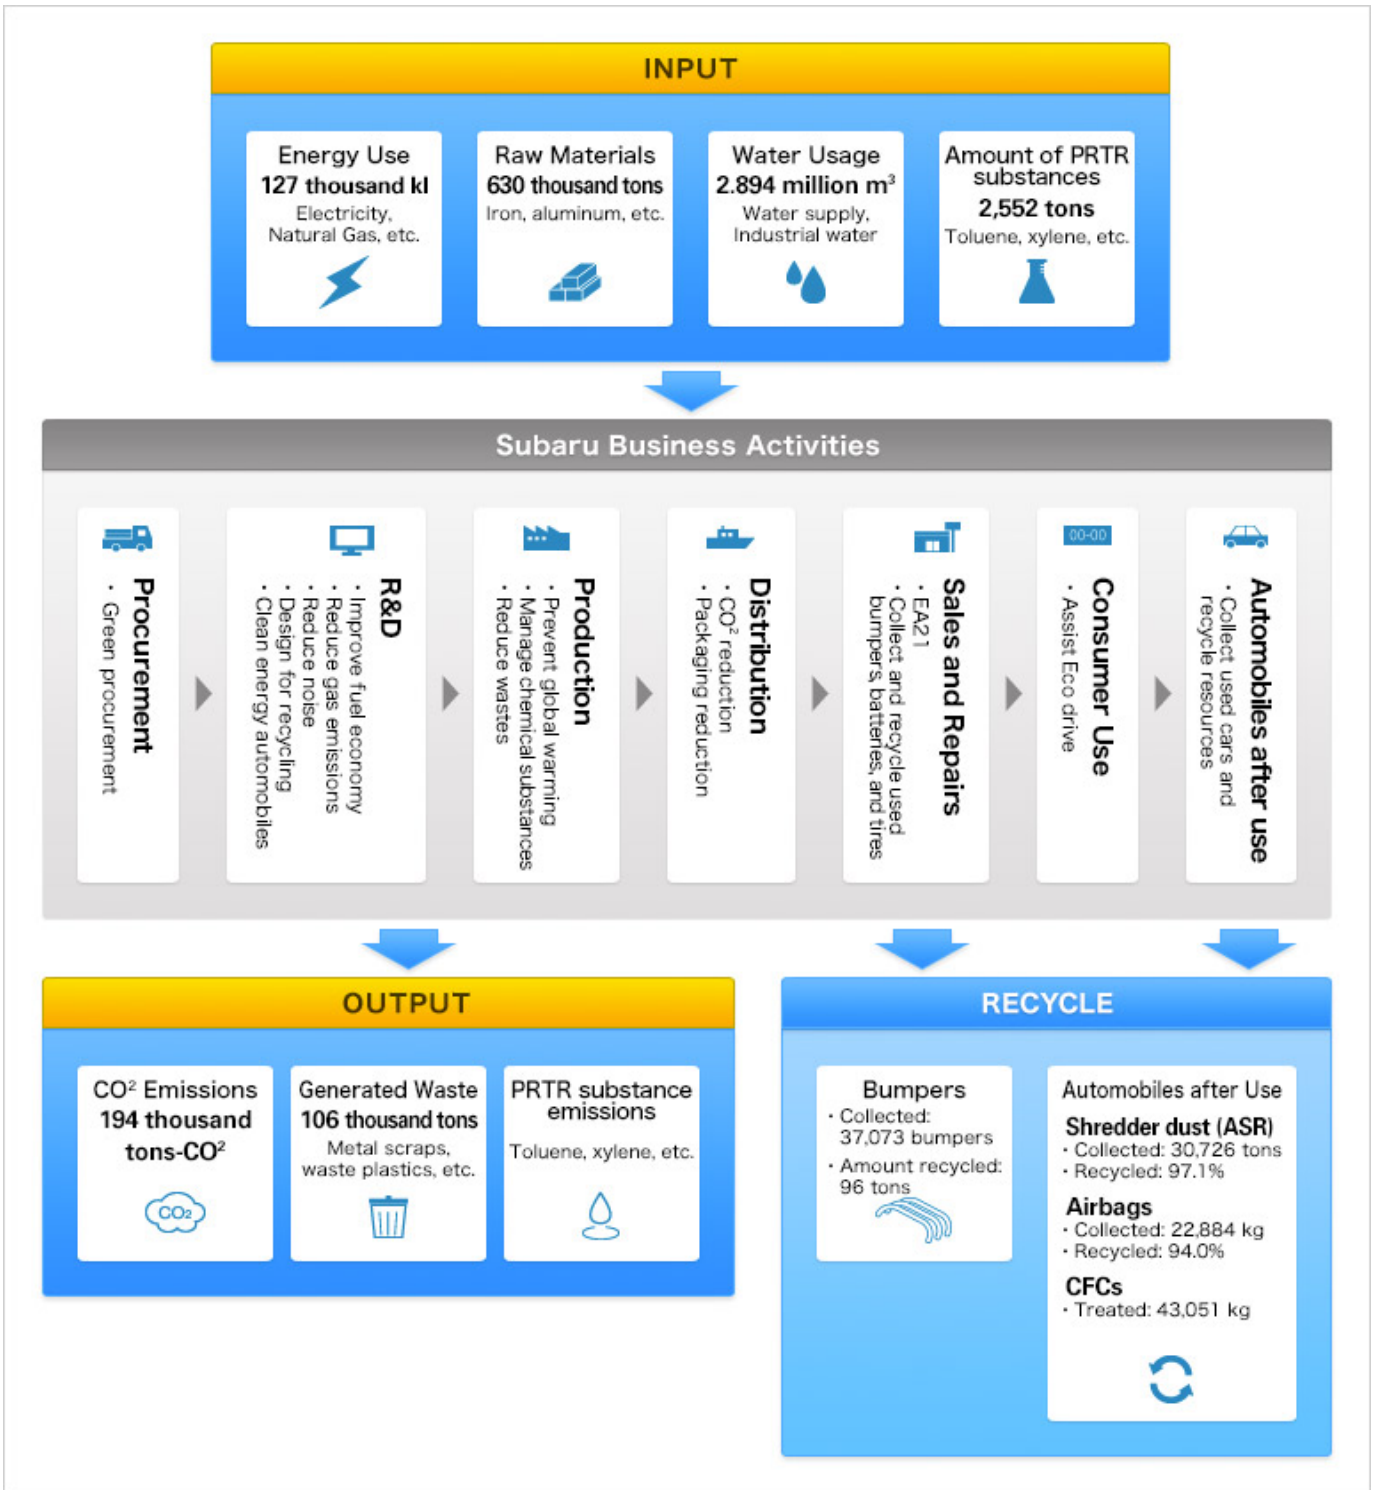 INPUT
Energy Use
127 thousand kl
Electricity,
Natural Gas, etc.
Raw Materials
630 thousand tons
Iron, aluminum, etc.
Water Usage
2.894 million m³
Water supply,
Industrial water
Amount of PRTR
substances
2,552 tons
Toluene, xylene, etc.
Subaru Business Activities
Procurement
・Green procurement
R&D
・Improve fuel economy
・Reduce gas emissions
・Reduce noise
・Design for recycling
・Clean energy automobiles
Production
・Prevent global warming
・Manage chemical substances
・Reduce wastes
Distribution
・CO² reduction
・Packaging reduction
Sales and Repairs
・EA21
・Collect and recycle used
bumpers, batteries, and tires
00-00
Consumer Use
・Assist Eco drive
Automobiles after use
・Collect used cars and
recycle resources
OUTPUT
CO² Emissions
194 thousand
tons-CO²
CO₂
Generated Waste
106 thousand tons
Metal scraps,
waste plastics, etc.
PRTR substance
emissions
Toluene, xylene, etc.
RECYCLE
Bumpers
・Collected:
37,073 bumpers
・Amount recycled:
96 tons
Automobiles after Use
Shredder dust (ASR)
・Collected: 30,726 tons
・Recycled: 97.1%
Airbags
・Collected: 22,884 kg
・Recycled: 94.0%
CFCs
・Treated: 43,051 kg